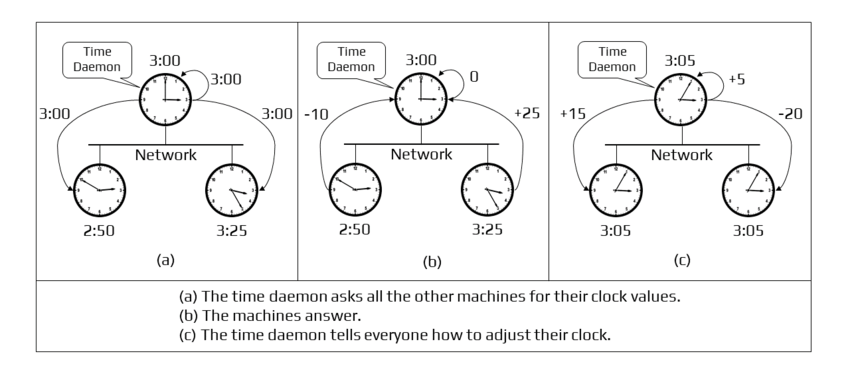 Time
Daemon
3:00
3:00
3:00
3:00
Network
2:50
3:25
(a)
Time
Daemon
3:00
0
-10
+25
Network
2:50
3:25
(b)
Time
Daemon
3:05
+5
+15
-20
Network
3:05
3:05
(c)
(a) The time daemon asks all the other machines for their clock values.
(b) The machines answer.
(c) The time daemon tells everyone how to adjust their clock.